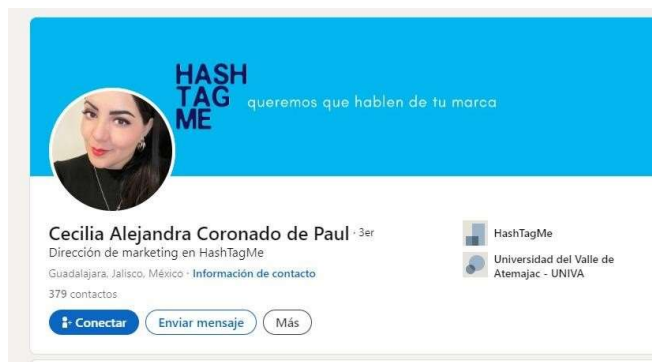 HASH
TAG
ME
queremos que hablen de tu marca
Cecilia Alejandra Coronado de Paul · 3er
Dirección de marketing en HashTagMe
Guadalajara, Jalisco, México · Información de contacto
379 contactos
Conectar
Enviar mensaje
Más
HashTagMe
Universidad del Valle de
Atemajac - UNIVA